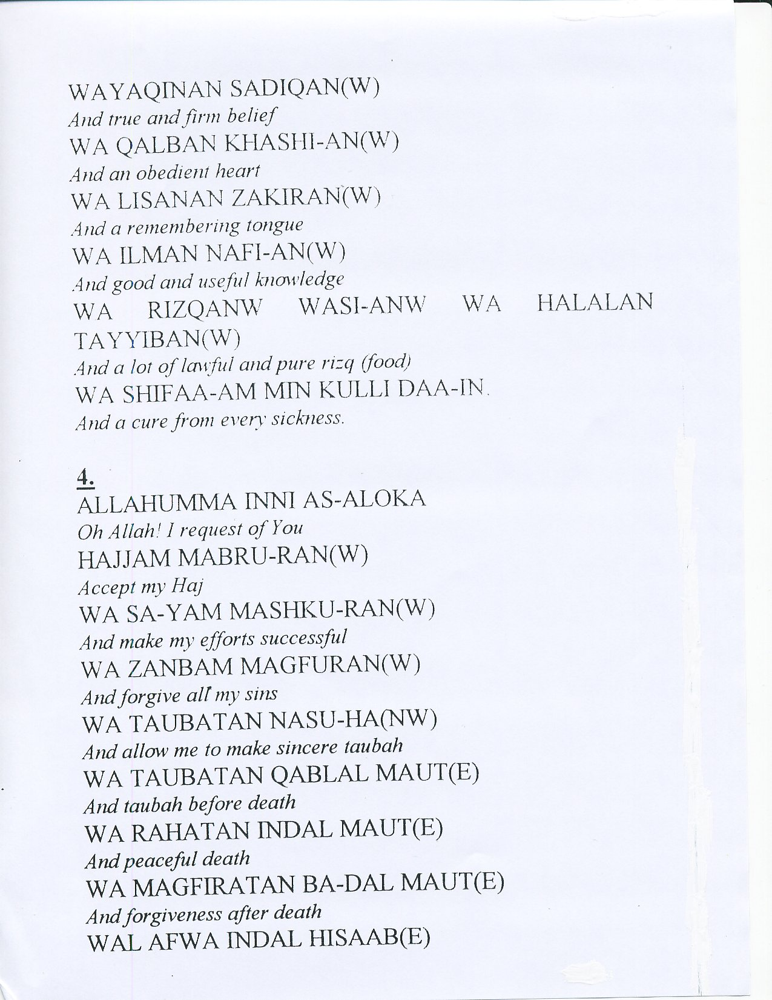 WAYAQINAN SADIQAN(W)
And true and firm belief
WA QALBAN KHASHI-AN(W)
And an obedient heart
WA LISANAN ZAKIRAN(W)
And a remembering tongue
WA ILMAN NAFI-AN(W)
And good and useful knowledge
WA RIZQANW WASI-ANW WA HALALAN
TAYYIBAN(W)
And a lot of lawful and pure rizq (food)
WA SHIFAA-AM MIN KULLI DAA-IN.
And a cure from every sickness.
4.
ALLAHUMMA INNI AS-ALOKA
Oh Allah! I request of You
HAJJAM MABRU-RAN(W)
Accept my Haj
WA SA-YAM MASHKU-RAN(W)
And make my efforts successful
WA ZANBAM MAGFURAN(W)
And forgive all my sins
WA TAUBATAN NASU-HA(NW)
And allow me to make sincere taubah
WA TAUBATAN QABLAL MAUT(E)
And taubah before death
WA RAHATAN INDAL MAUT(E)
And peaceful death
WA MAGFIRATAN BA-DAL MAUT(E)
And forgiveness after death
WAL AFWA INDAL HISAAB(E)